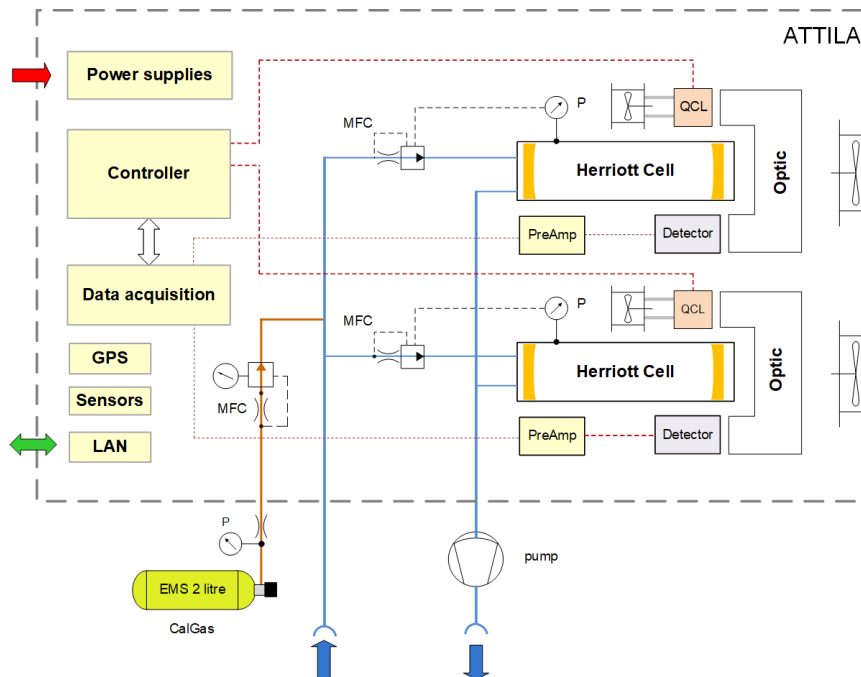 ATTILA
Power supplies
QCL
P
MFC
Controller
Herriott Cell
Optic
PreAmp
Detector
Data acquisition
QCL
P
MFC
GPS
Herriott Cell
Optic
Sensors
MFC
PreAmp
Detector
LAN
P
pump
EMS 2 litre
CalGas